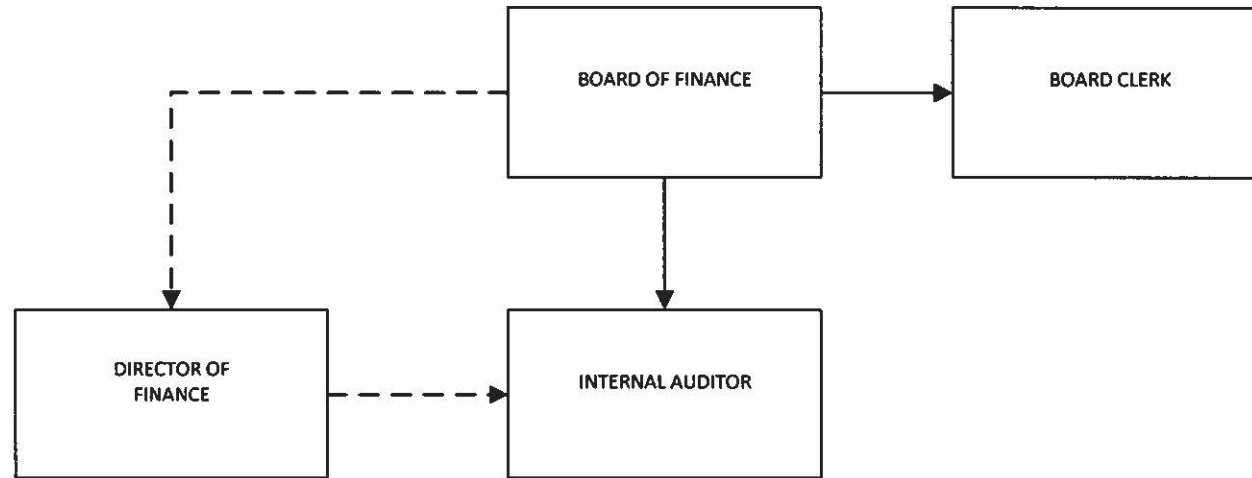 BOARD OF FINANCE
BOARD CLERK
DIRECTOR OF
FINANCE
INTERNAL AUDITOR